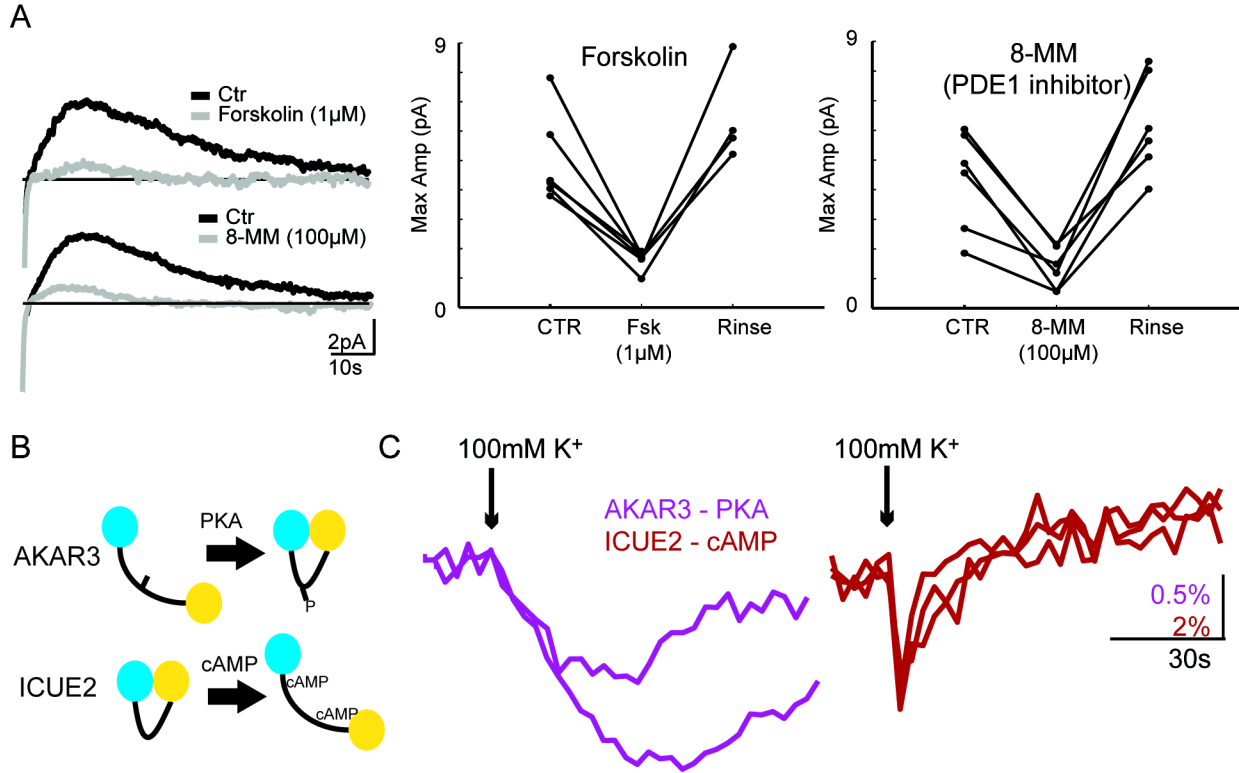 A
Ctr
Forskolin (1µM)
Ctr
8-MM (100µM)
2pA
10s
9
Max Amp (pA)
0
Forskolin
CTR
Fsk
(1µM)
Rinse
9
Max Amp (pA)
0
8-MM
(PDE1 inhibitor)
CTR
8-MM
(100µM)
Rinse
B
AKAR3
PKA
P
ICUE2
cAMP
cAMP
cAMP
C
100mM K⁺
AKAR3 - PKA
ICUE2 - cAMP
100mM K⁺
0.5%
2%
30s